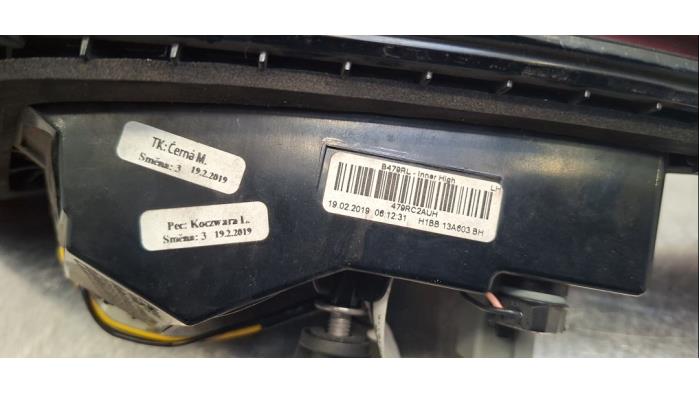 TK: Černá M.
Směna: 3 19.2.2019
Pec: Koczwara L.
Směna: 3 19.2.2019
B479RL - Inner High
LH
479RC2AUH
19.02.2019 06:12:31 H1BB 13A603 BH